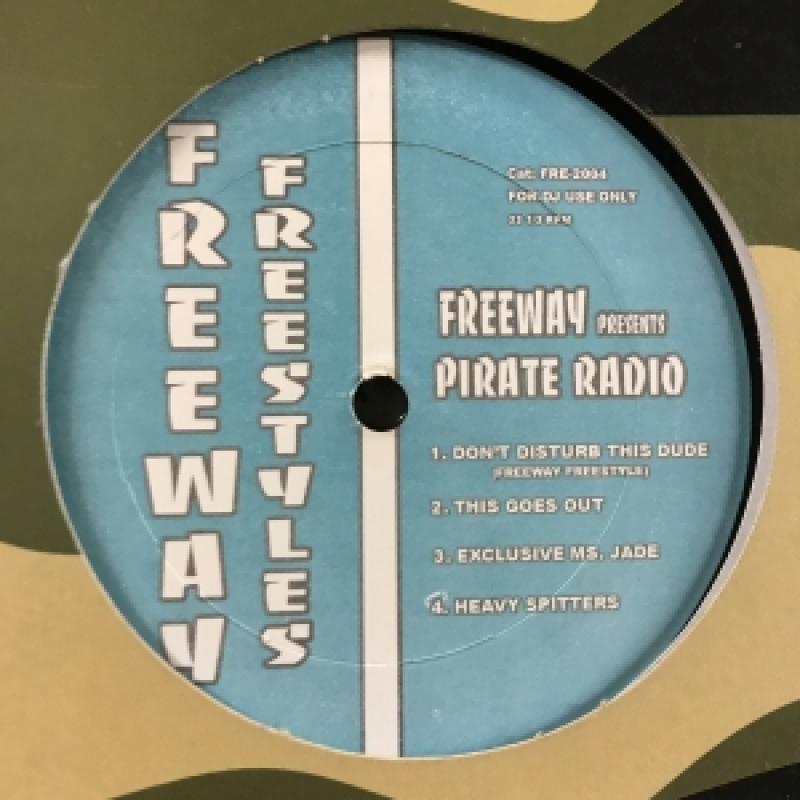 FREEWAY
FREESTYLES
Cat: FRE-2004
FOR DJ USE ONLY
33 1/3 RPM
FREEWAY PRESENTS
PIRATE RADIO
1. DON'T DISTURB THIS DUDE
(FREEWAY FREESTYLE)
2. THIS GOES OUT
3. EXCLUSIVE MS. JADE
4. HEAVY SPITTERS